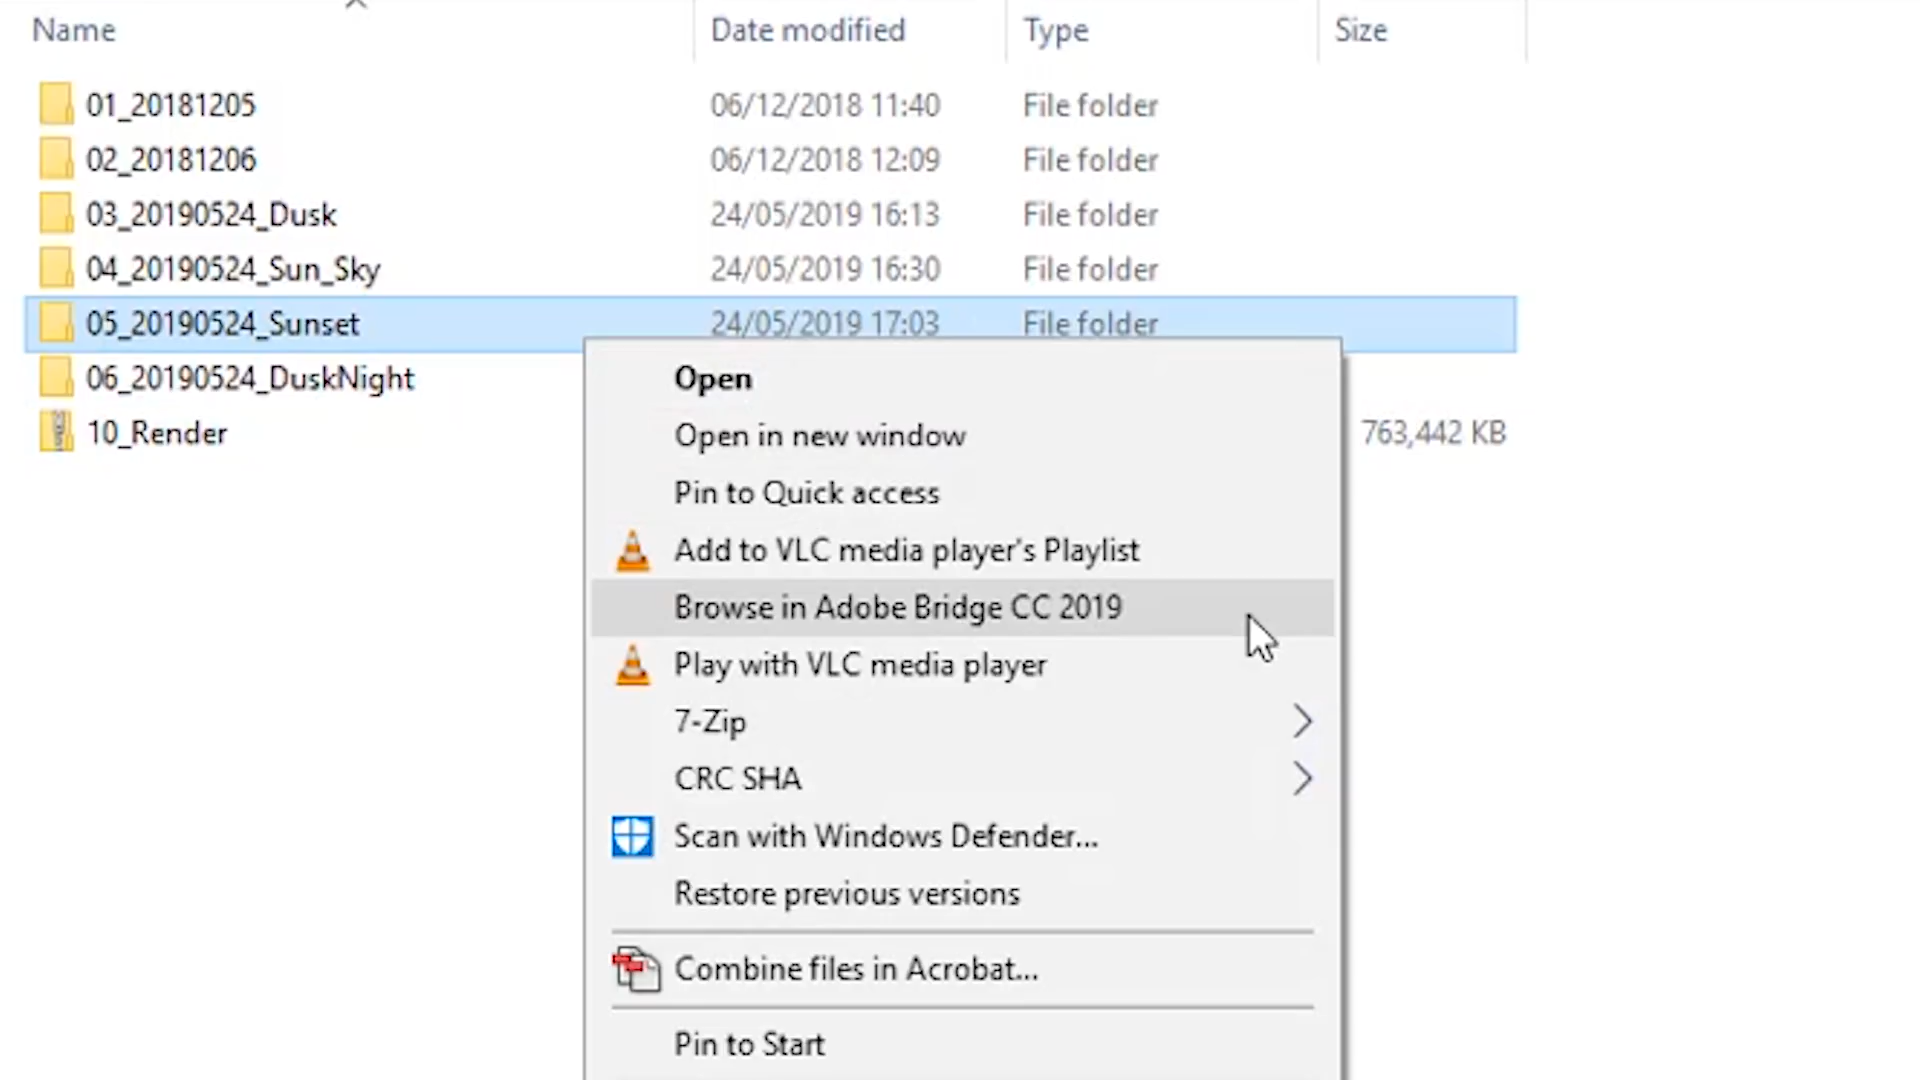 Name Date modified Type Size
01_20181205 06/12/2018 11:40 File folder
02_20181206 06/12/2018 12:09 File folder
03_20190524_Dusk 24/05/2019 16:13 File folder
04_20190524_Sun_Sky 24/05/2019 16:30 File folder
05_20190524_Sunset 24/05/2019 17:03 File folder
06_20190524_DuskNight
10_Render 763,442 KB
Open
Open in new window
Pin to Quick access
Add to VLC media player's Playlist
Browse in Adobe Bridge CC 2019
Play with VLC media player
7-Zip
CRC SHA
Scan with Windows Defender...
Restore previous versions
Combine files in Acrobat...
Pin to Start